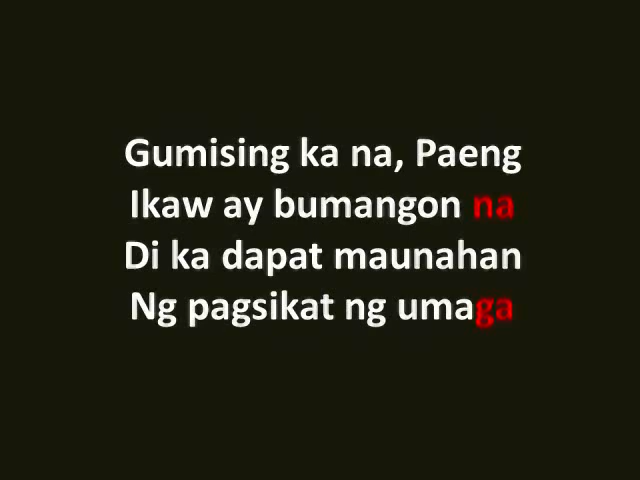 Gumising ka na, Paeng
Ikaw ay bumangon na
Di ka dapat maunahan
Ng pagsikat ng umaga